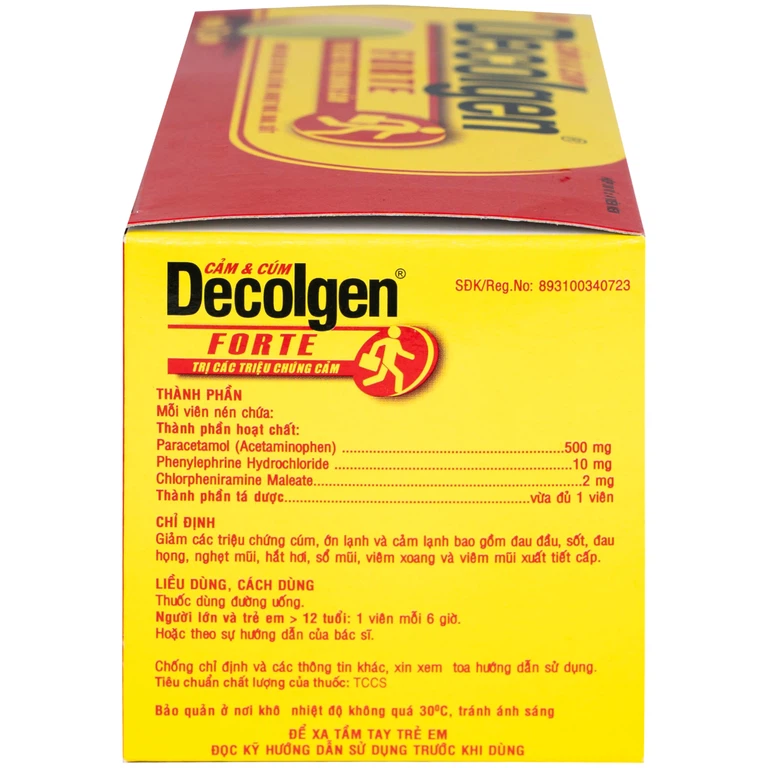 Decolgen®
FORTE
CẢM & CÚM
Decolgen®
SĐK/Reg.No: 893100340723
FORTE
TRỊ CÁC TRIỆU CHỨNG CẢM
THÀNH PHẦN
Mỗi viên nén chứa:
Thành phần hoạt chất:
Paracetamol (Acetaminophen) ................................................500 mg
Phenylephrine Hydrochloride ..................................................10 mg
Chlorpheniramine Maleate........................................................2 mg
Thành phần tá dược....................................................vừa đủ 1 viên
CHỈ ĐỊNH
Giảm các triệu chứng cúm, ớn lạnh và cảm lạnh bao gồm đau đầu, sốt, đau
họng, nghẹt mũi, hắt hơi, sổ mũi, viêm xoang và viêm mũi xuất tiết cấp.
LIỀU DÙNG, CÁCH DÙNG
Thuốc dùng đường uống.
Người lớn và trẻ em > 12 tuổi: 1 viên mỗi 6 giờ.
Hoặc theo sự hướng dẫn của bác sĩ.
Chống chỉ định và các thông tin khác, xin xem toa hướng dẫn sử dụng.
Tiêu chuẩn chất lượng của thuốc: TCCS
Bảo quản ở nơi khô nhiệt độ không quá 30ºC, tránh ánh sáng
ĐỂ XA TẦM TAY TRẺ EM
ĐỌC KỸ HƯỚNG DẪN SỬ DỤNG TRƯỚC KHI DÙNG